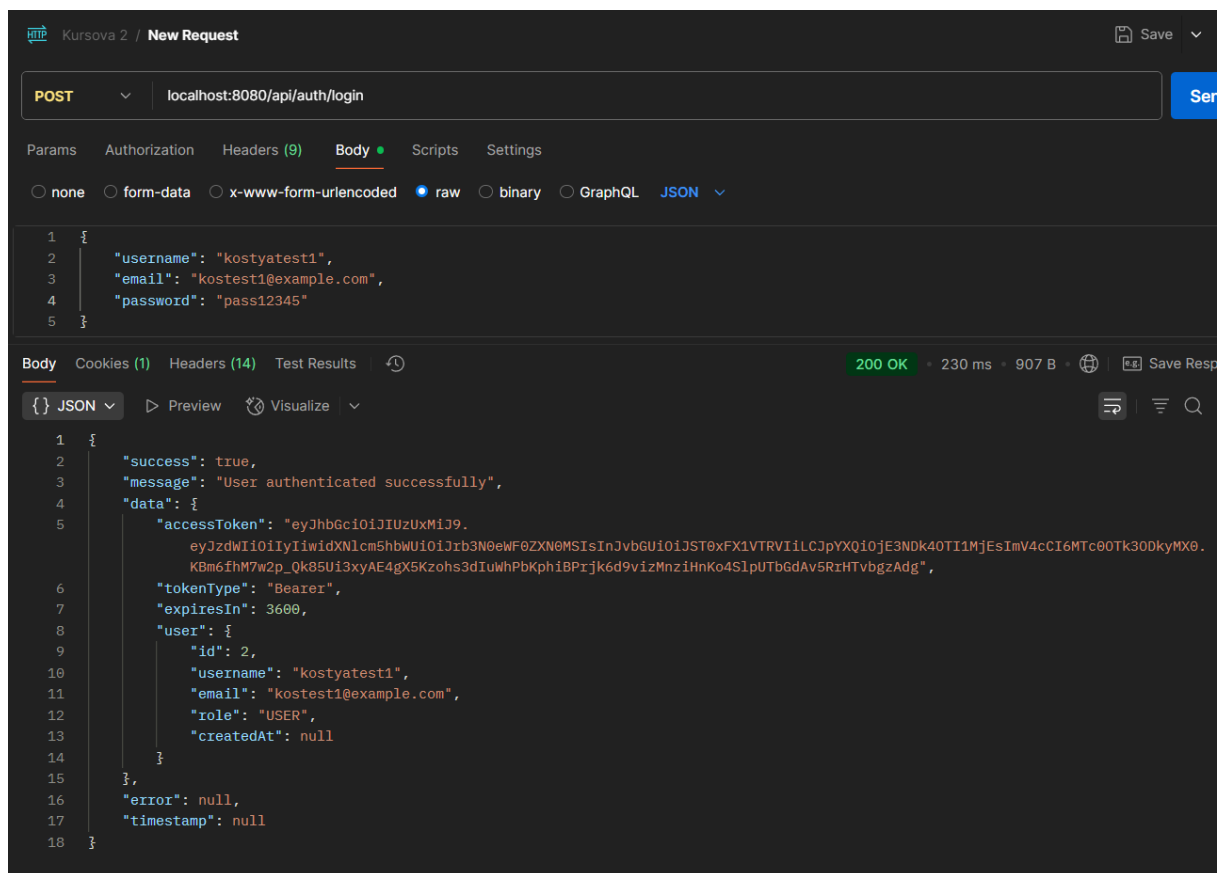 HTTP Kursova 2 / New Request Save
POST localhost:8080/api/auth/login Ser
Params Authorization Headers (9) Body Scripts Settings
none form-data x-www-form-urlencoded raw binary GraphQL JSON
1 {
2 "username": "kostyatest1",
3 "email": "kostest1@example.com",
4 "password": "pass12345"
5 }
Body Cookies (1) Headers (14) Test Results 200 OK • 230 ms • 907 B • e.g. Save Resp
{} JSON Preview Visualize
1 {
2 "success": true,
3 "message": "User authenticated successfully",
4 "data": {
5 "accessToken": "eyJhbGciOiJIUzUxMiJ9.
eyJzdWIiOiIyIiwidXNlcm5hbWUiOiJrb3N0eWF0ZXN0MSIsInJvbGUiOiJST0xFX1VTRVIiLCJpYXQiOjE3NDk4OTI1MjEsImV4cCI6MTc0OTk3ODkyMX0.
KBm6fhM7w2p_Qk85Ui3xyAE4gX5Kzohs3dIuWhPbKphiBPrjk6d9vizMnziHnKo4SlpUTbGdAv5RrHTvbgzAdg",
6 "tokenType": "Bearer",
7 "expiresIn": 3600,
8 "user": {
9 "id": 2,
10 "username": "kostyatest1",
11 "email": "kostest1@example.com",
12 "role": "USER",
13 "createdAt": null
14 }
15 },
16 "error": null,
17 "timestamp": null
18 }